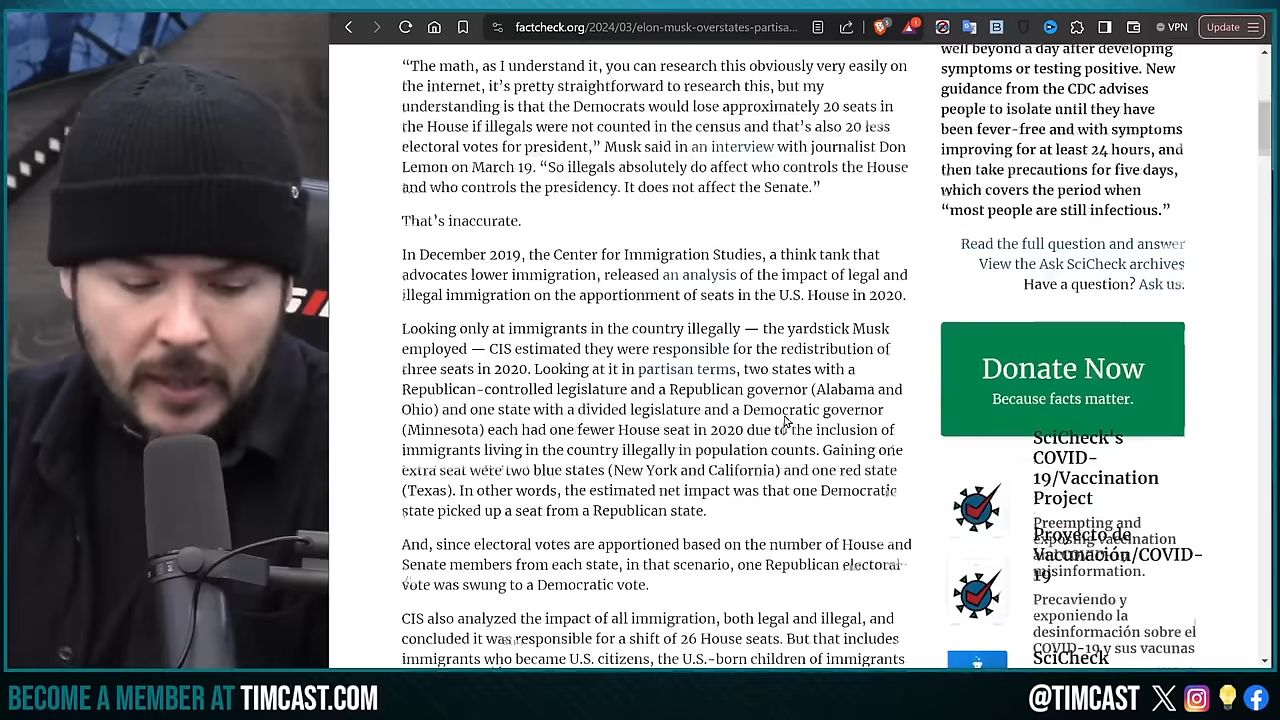 factcheck.org/2024/03/elon-musk-overstates-partisa...
VPN
Update
“The math, as I understand it, you can research this obviously very easily on
the internet, it’s pretty straightforward to research this, but my
understanding is that the Democrats would lose approximately 20 seats in
the House if illegals were not counted in the census and that’s also 20 less
electoral votes for president,” Musk said in an interview with journalist Don
Lemon on March 19. “So illegals absolutely do affect who controls the House
and who controls the presidency. It does not affect the Senate.”
That’s inaccurate.
In December 2019, the Center for Immigration Studies, a think tank that
advocates lower immigration, released an analysis of the impact of legal and
illegal immigration on the apportionment of seats in the U.S. House in 2020.
Looking only at immigrants in the country illegally — the yardstick Musk
employed — CIS estimated they were responsible for the redistribution of
three seats in 2020. Looking at it in partisan terms, two states with a
Republican-controlled legislature and a Republican governor (Alabama and
Ohio) and one state with a divided legislature and a Democratic governor
(Minnesota) each had one fewer House seat in 2020 due to the inclusion of
immigrants living in the country illegally in population counts. Gaining one
extra seat were two blue states (New York and California) and one red state
(Texas). In other words, the estimated net impact was that one Democratic
state picked up a seat from a Republican state.
And, since electoral votes are apportioned based on the number of House and
Senate members from each state, in that scenario, one Republican electoral
vote was swung to a Democratic vote.
CIS also analyzed the impact of all immigration, both legal and illegal, and
concluded it was responsible for a shift of 26 House seats. But that includes
immigrants who became U.S. citizens, the U.S.-born children of immigrants
well beyond a day after developing
symptoms or testing positive. New
guidance from the CDC advises
people to isolate until they have
been fever-free and with symptoms
improving for at least 24 hours, and
then take precautions for five days,
which covers the period when
“most people are still infectious.”
Read the full question and answer
View the Ask SciCheck archives
Have a question? Ask us.
Donate Now
Because facts matter.
SciCheck's
COVID-
19/Vaccination
Project
Preempting and
exposing vaccination
and COVID-19
misinformation.
Proyecto de
Vacunación/COVID-
19
Precaviendo y
exponiendo la
desinformación sobre el
COVID-19 y sus vacunas
SciCheck
BECOME A MEMBER AT TIMCAST.COM
@TIMCAST